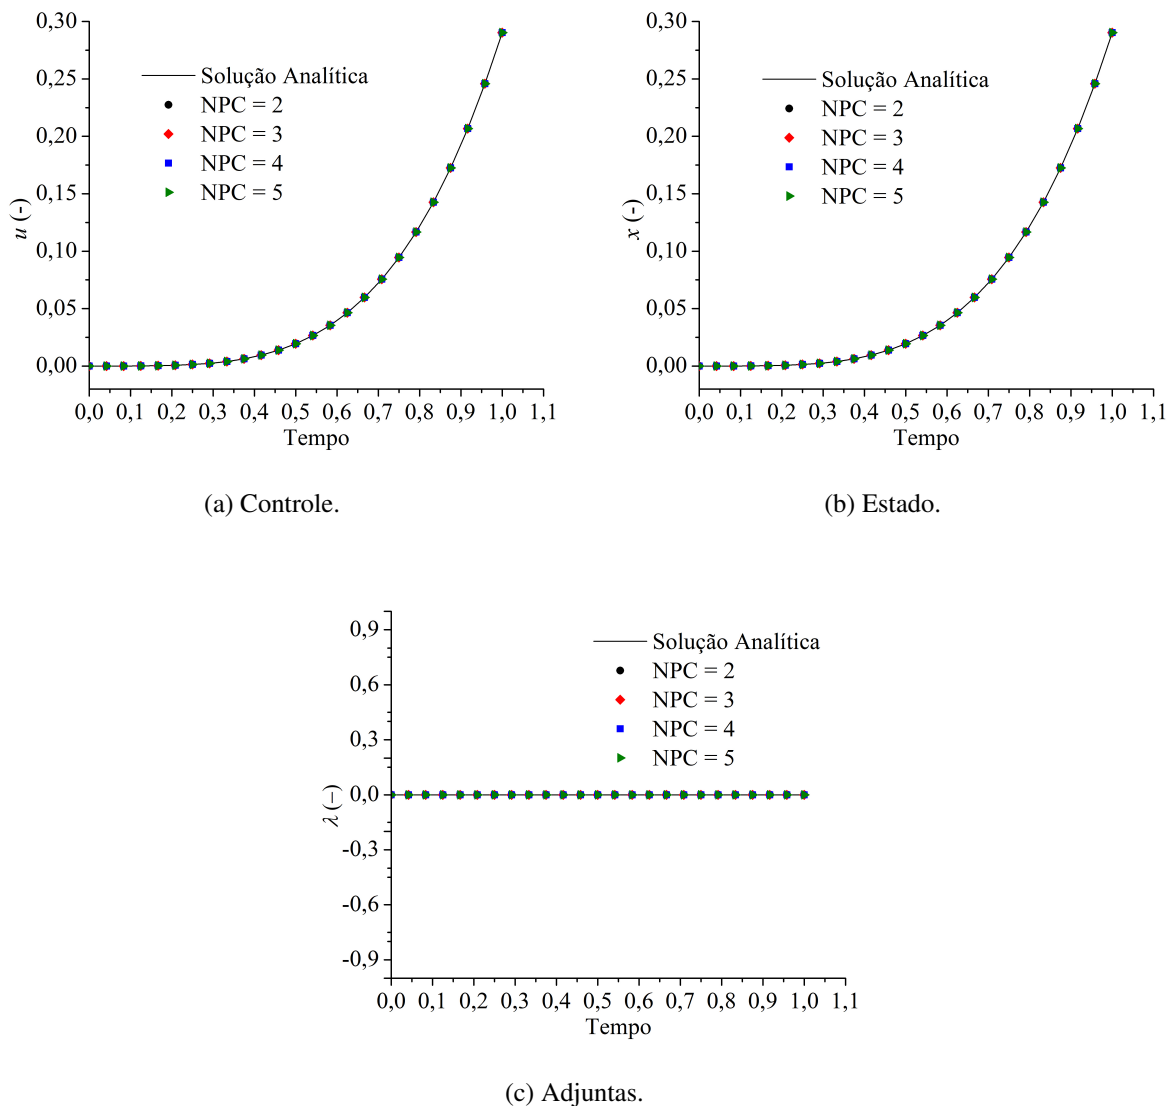 0,30
0,25
0,20
0,15
0,10
0,05
0,00
u (-)
Solução Analítica
NPC = 2
NPC = 3
NPC = 4
NPC = 5
0,0 0,1 0,2 0,3 0,4 0,5 0,6 0,7 0,8 0,9 1,0 1,1
Tempo
(a) Controle.
0,30
0,25
0,20
0,15
0,10
0,05
0,00
x (-)
Solução Analítica
NPC = 2
NPC = 3
NPC = 4
NPC = 5
0,0 0,1 0,2 0,3 0,4 0,5 0,6 0,7 0,8 0,9 1,0 1,1
Tempo
(b) Estado.
0,9
0,6
0,3
0,0
-0,3
-0,6
-0,9
λ (−)
Solução Analítica
NPC = 2
NPC = 3
NPC = 4
NPC = 5
0,0 0,1 0,2 0,3 0,4 0,5 0,6 0,7 0,8 0,9 1,0 1,1
Tempo
(c) Adjuntas.